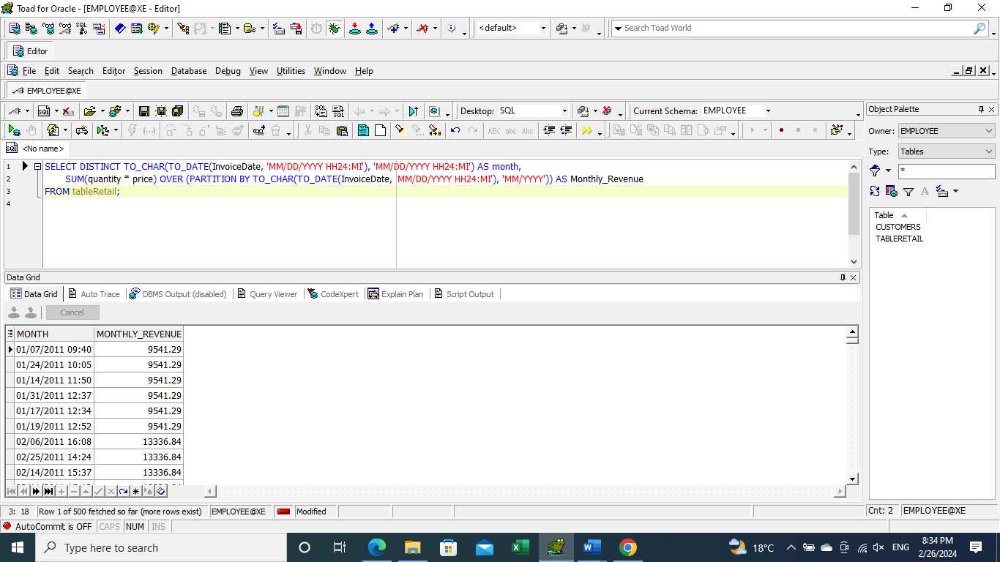 Toad for Oracle - [EMPLOYEE@XE - Editor]
<default>
Search Toad World
Editor
File Edit Search Editor Session Database Debug View Utilities Window Help
EMPLOYEE@XE
SQL
Desktop: SQL
Current Schema: EMPLOYEE
ABC abc Abc
<No name>
1 SELECT DISTINCT TO_CHAR(TO_DATE(InvoiceDate, 'MM/DD/YYYY HH24:MI'), 'MM/DD/YYYY HH24:MI') AS month,
2 SUM(quantity * price) OVER (PARTITION BY TO_CHAR(TO_DATE(InvoiceDate, 'MM/DD/YYYY HH24:MI'), 'MM/YYYY')) AS Monthly_Revenue
3 FROM tableRetail;
4
Data Grid
Data Grid Auto Trace DBMS Output (disabled) Query Viewer CodeXpert Explain Plan Script Output
Cancel
MONTH MONTHLY_REVENUE
01/07/2011 09:40 9541.29
01/24/2011 10:05 9541.29
01/14/2011 11:50 9541.29
01/31/2011 12:37 9541.29
01/17/2011 12:34 9541.29
01/19/2011 12:52 9541.29
02/06/2011 16:08 13336.84
02/25/2011 14:24 13336.84
02/14/2011 15:37 13336.84
3: 18 Row 1 of 500 fetched so far (more rows exist) EMPLOYEE@XE Modified
AutoCommit is OFF CAPS NUM INS
Object Palette
Owner: EMPLOYEE
Type: Tables
*
Table
CUSTOMERS
TABLERETAIL
Cnt: 2 EMPLOYEE@XE
Type here to search
18°C
ENG
8:34 PM
2/26/2024